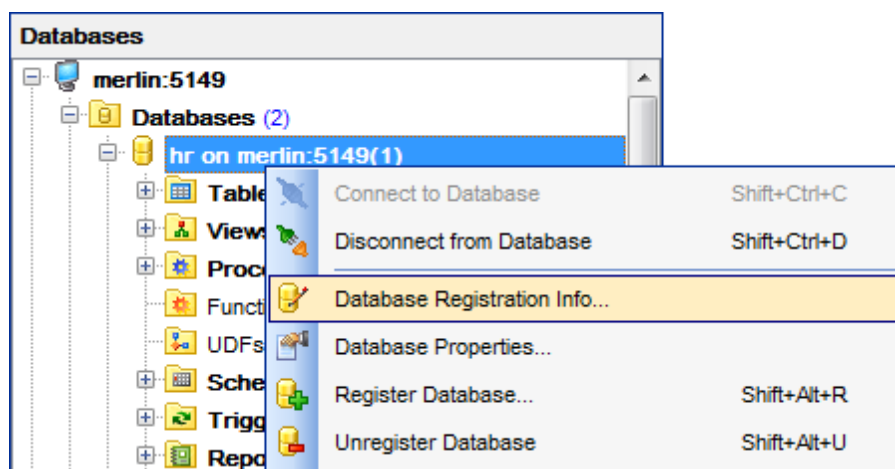 Databases
merlin:5149
Databases (2)
hr on merlin:5149(1)
Table
Views
Proce
Functi
UDFs
Sche
Trigg
Repo
Connect to Database Shift+Ctrl+C
Disconnect from Database Shift+Ctrl+D
Database Registration Info...
Database Properties...
Register Database... Shift+Alt+R
Unregister Database Shift+Alt+U